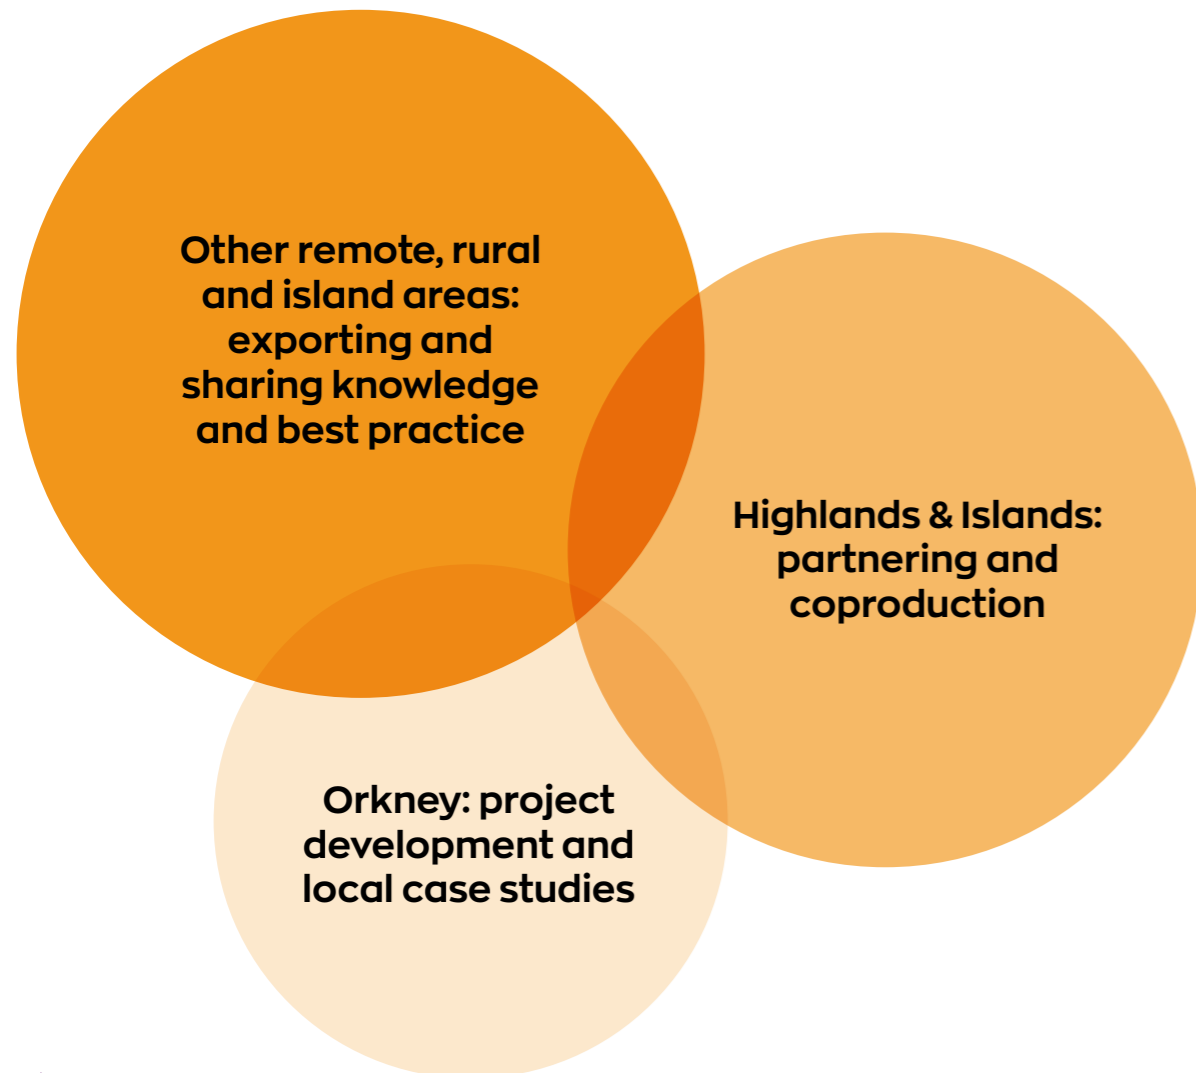 Other remote, rural
and island areas:
exporting and
sharing knowledge
and best practice
Highlands & Islands:
partnering and
coproduction
Orkney: project
development and
local case studies